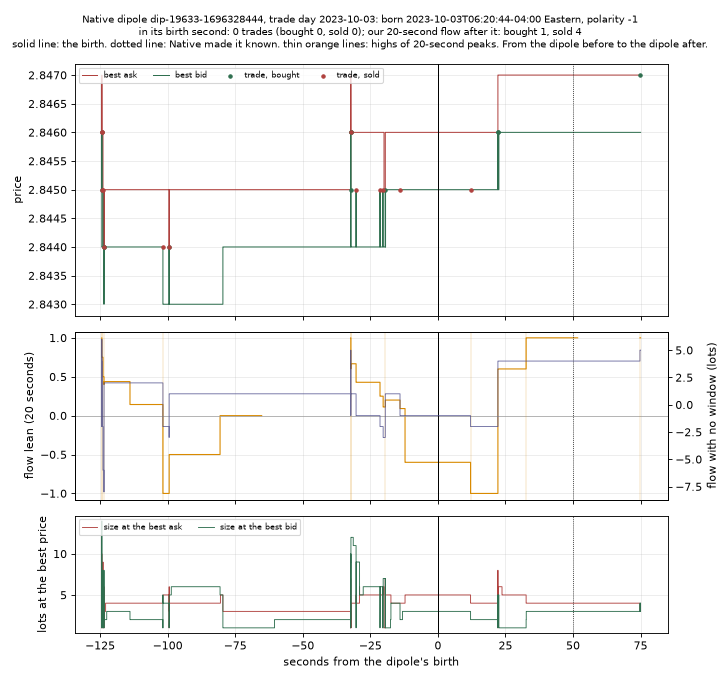 Native dipole dip-19633-1696328444, trade day 2023-10-03: born 2023-10-03T06:20:44-04:00 Eastern, polarity -1
in its birth second: 0 trades (bought 0, sold 0); our 20-second flow after it: bought 1, sold 4
solid line: the birth. dotted line: Native made it known. thin orange lines: highs of 20-second peaks. From the dipole before to the dipole after.
best ask
best bid
trade, bought
trade, sold
2.8470
2.8465
2.8460
2.8455
2.8450
2.8445
2.8440
2.8435
2.8430
price
1.0
0.5
0.0
−0.5
−1.0
flow lean (20 seconds)
5.0
2.5
0.0
−2.5
−5.0
−7.5
flow with no window (lots)
size at the best ask
size at the best bid
10
5
lots at the best price
−125
−100
−75
−50
−25
0
25
50
75
seconds from the dipole's birth